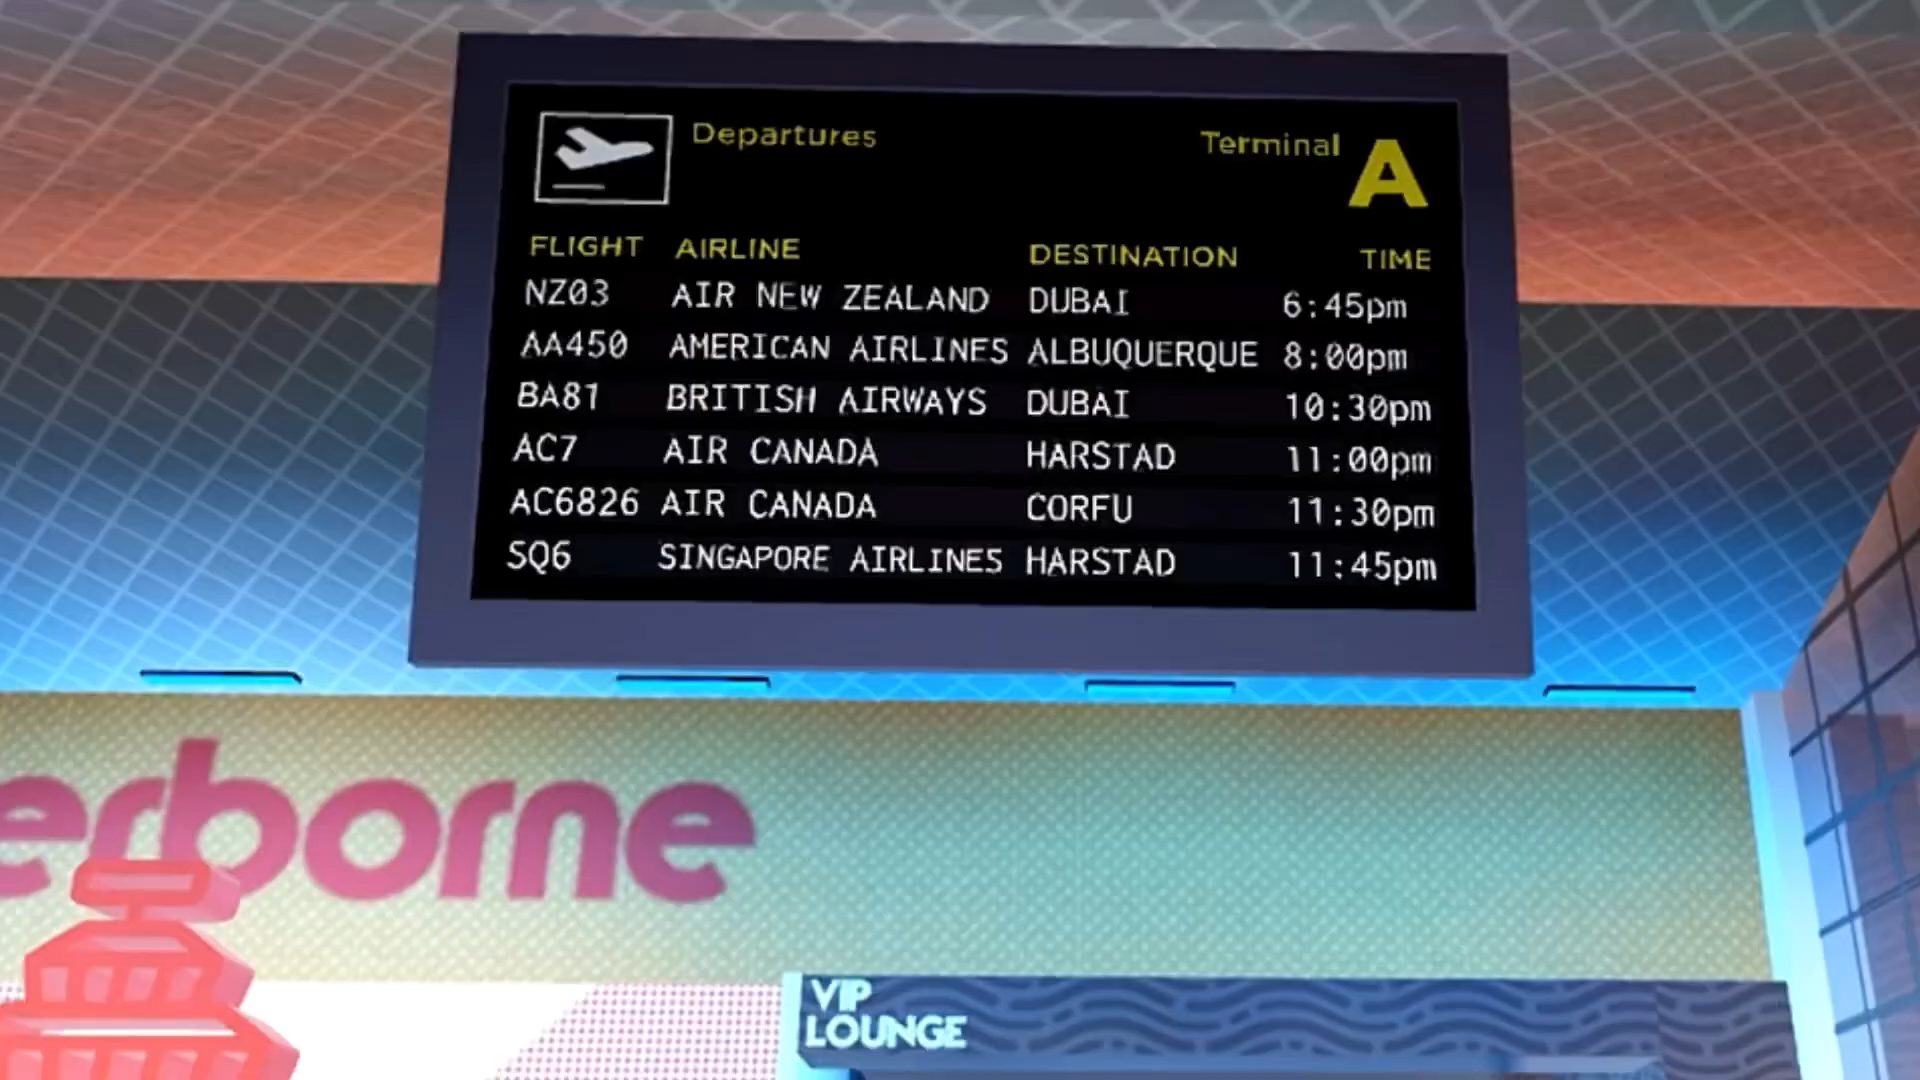 Departures Terminal A
FLIGHT AIRLINE DESTINATION TIME
NZ03 AIR NEW ZEALAND DUBAI 6:45pm
AA450 AMERICAN AIRLINES ALBUQUERQUE 8:00pm
BA81 BRITISH AIRWAYS DUBAI 10:30pm
AC7 AIR CANADA HARSTAD 11:00pm
AC6826 AIR CANADA CORFU 11:30pm
SQ6 SINGAPORE AIRLINES HARSTAD 11:45pm
erborne
VIP
LOUNGE